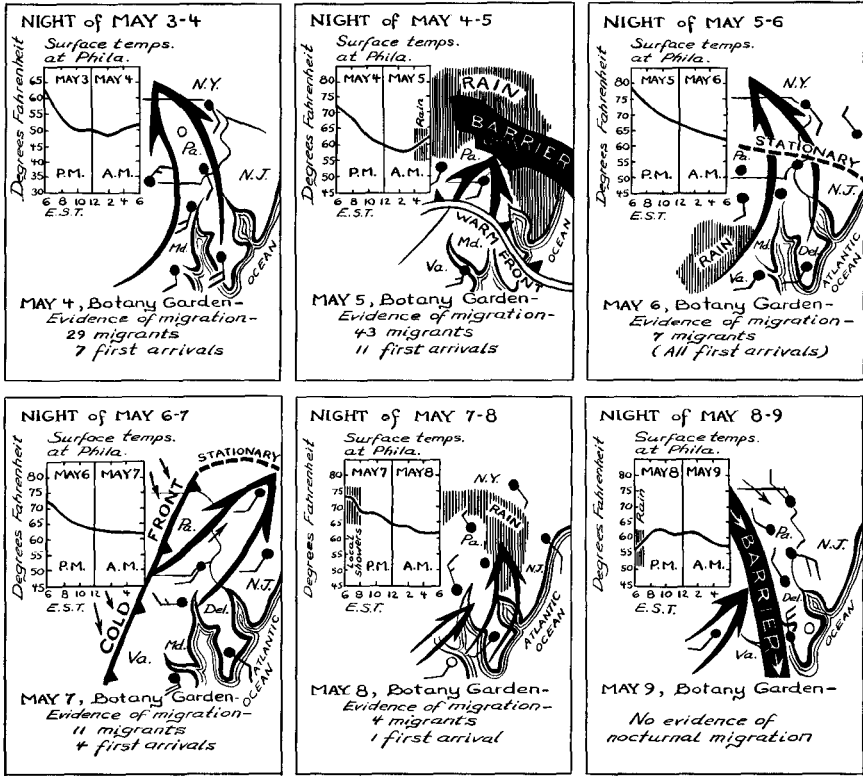 NIGHT of MAY 3-4
Surface temps.
at Phila.
Degrees Fahrenheit
MAY 3 MAY 4
65
60
55
50
45
40
35
30
P.M. A.M.
6 8 10 12 2 4 6
E.S.T.
N.Y.
Pa.
N.J.
Md.
OCEAN
MAY 4, Botany Garden-
Evidence of migration-
29 migrants
7 first arrivals
NIGHT of MAY 4-5
Surface temps.
at Phila.
Degrees Fahrenheit
MAY 4 MAY 5
80
75
70
65
60
55
50
45
Rain
P.M. A.M.
6 8 10 12 2 4 6
E.S.T.
RAIN
BARRIER
Pa.
WARM FRONT
Md.
Va.
OCEAN
MAY 5, Botany Garden-
Evidence of migration-
43 migrants
11 first arrivals
NIGHT of MAY 5-6
Surface temps.
at Phila.
Degrees Fahrenheit
MAY 5 MAY 6
80
75
70
65
60
55
50
45
P.M. A.M.
6 8 10 12 2 4 6
E.S.T.
N.Y.
STATIONARY
Pa.
N.J.
RAIN
Md.
Del.
Va.
ATLANTIC
OCEAN
MAY 6, Botany Garden-
Evidence of migration-
7 migrants
(All first arrivals)
NIGHT of MAY 6-7
Surface temps.
at Phila.
Degrees Fahrenheit
MAY 6 MAY 7
80
75
70
65
60
55
50
45
P.M. A.M.
6 8 10 12 2 4
E.S.T.
STATIONARY
COLD FRONT
Pa.
N.J.
Del.
Md.
Va.
ATLANTIC
OCEAN
MAY 7, Botany Garden-
Evidence of migration-
11 migrants
4 first arrivals
NIGHT of MAY 7-8
Surface temps.
at Phila.
Degrees Fahrenheit
MAY 7 MAY 8
80
75
70
65
60
55
50
45
Local
showers
P.M. A.M.
6 8 10 12 2 4 6
E.S.T.
N.Y.
RAIN
Pa.
N.J.
ATLANTIC
OCEAN
MAY 8, Botany Garden-
Evidence of migration-
4 migrants
1 first arrival
NIGHT of MAY 8-9
Surface temps.
at Phila.
Degrees Fahrenheit
MAY 8 MAY 9
80
75
70
65
60
55
50
45
Rain
P.M. A.M.
6 8 10 12 2 4 6
E.S.T.
BARRIER
Pa.
N.J.
Del.
Va.
ATLANTIC
OCEAN
MAY 9, Botany Garden-
No evidence of
nocturnal migration